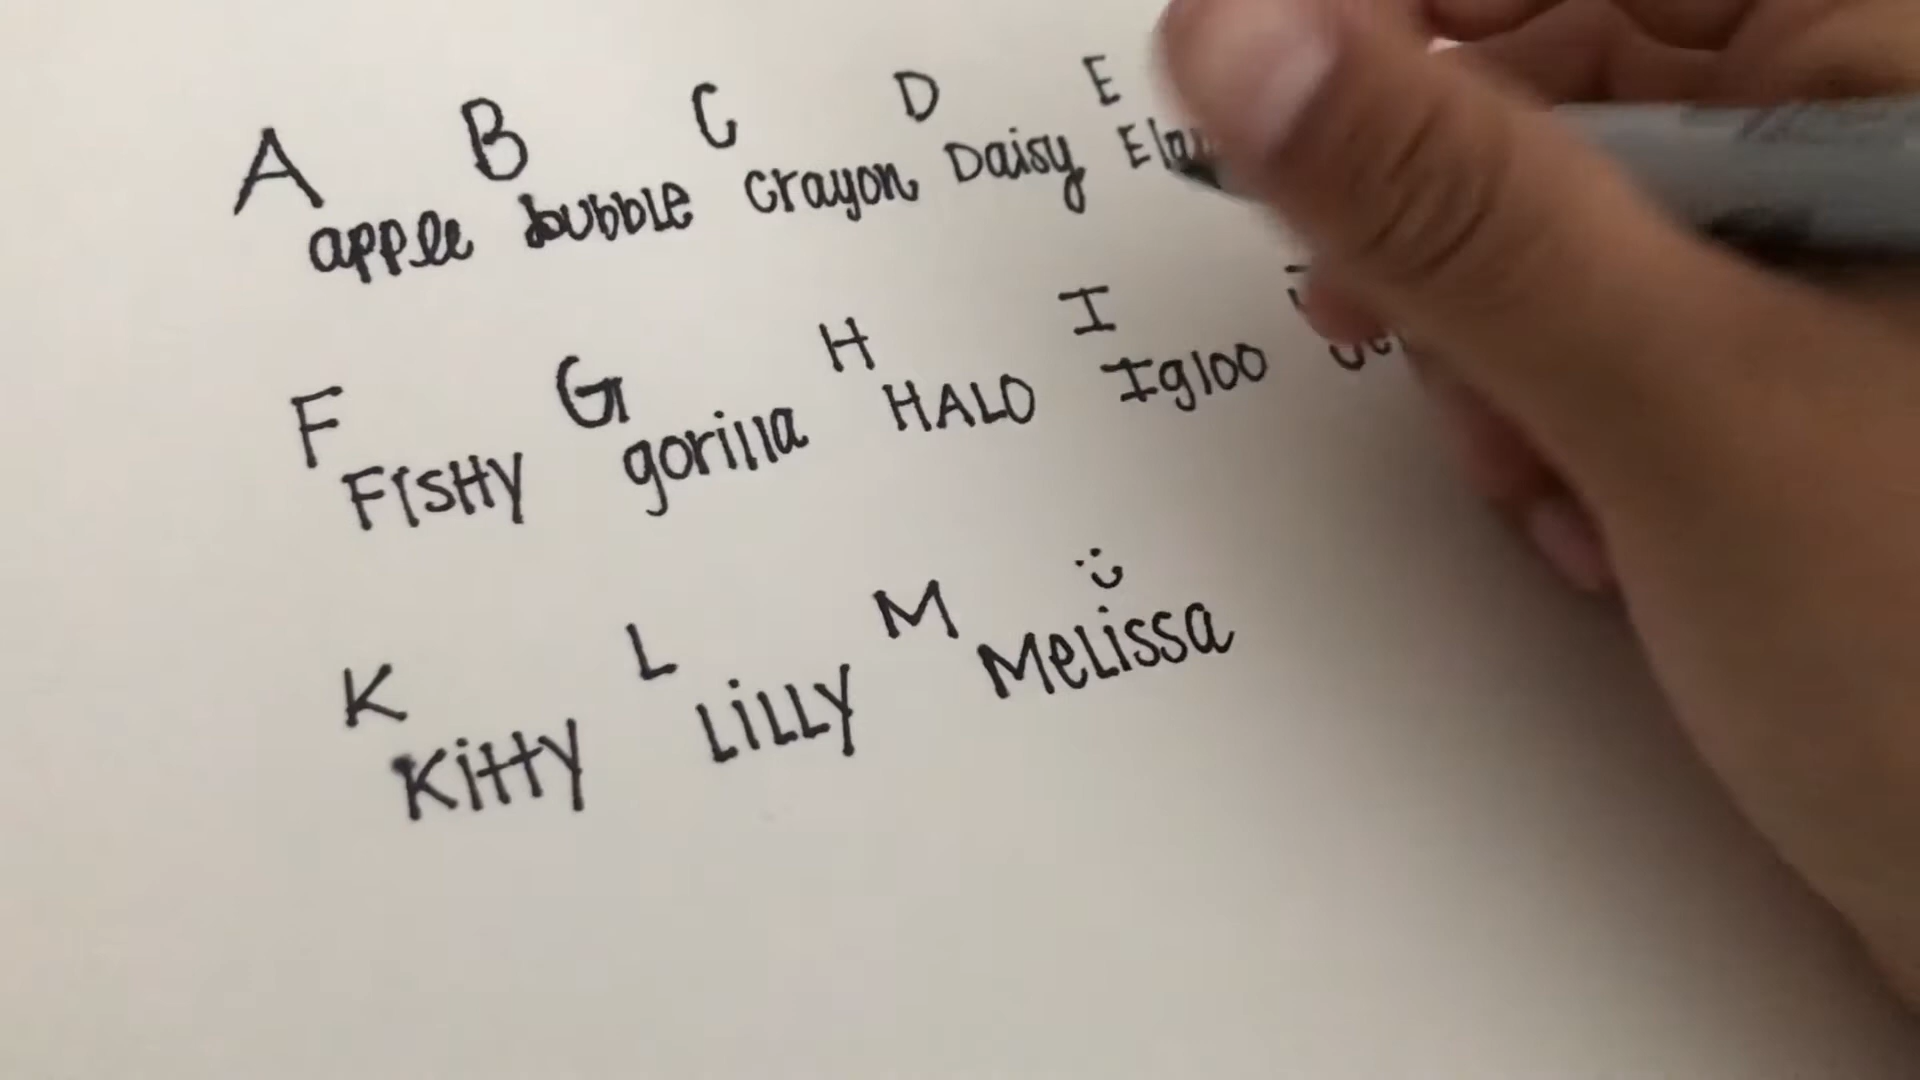 A B C D E
apple bubble crayon Daisy
F G H I
FISHY gorilla HALO Igloo
K L M
Kitty LiLLY MeLissa